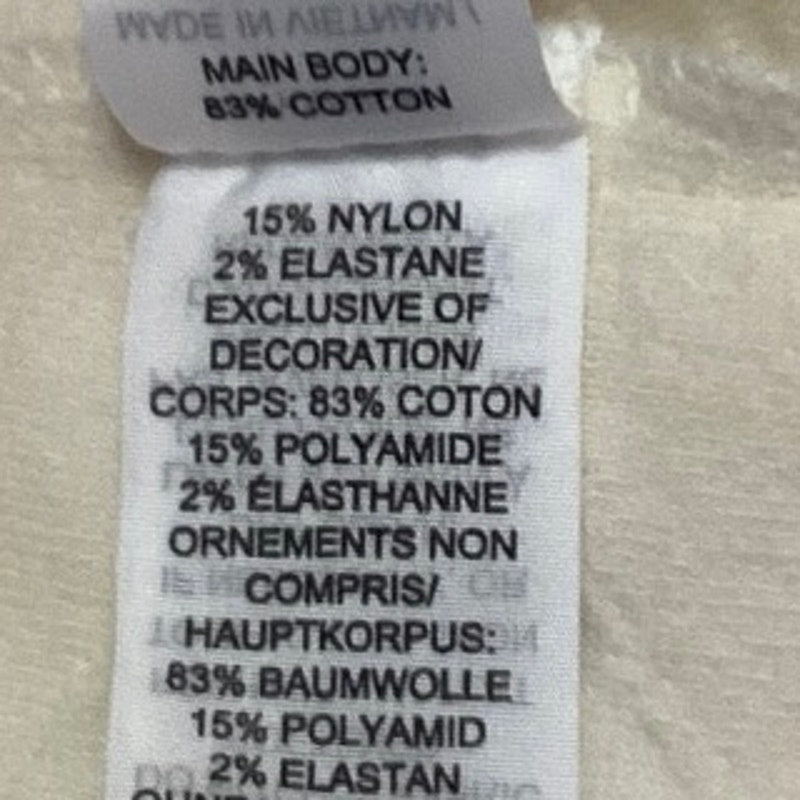 MADE IN VIETNAM /
MAIN BODY:
83% COTTON
15% NYLON
2% ELASTANE
EXCLUSIVE OF
DECORATION/
CORPS: 83% COTON
15% POLYAMIDE
2% ÉLASTHANNE
ORNEMENTS NON
COMPRIS/
HAUPTKORPUS:
83% BAUMWOLLE
15% POLYAMID
2% ELASTAN